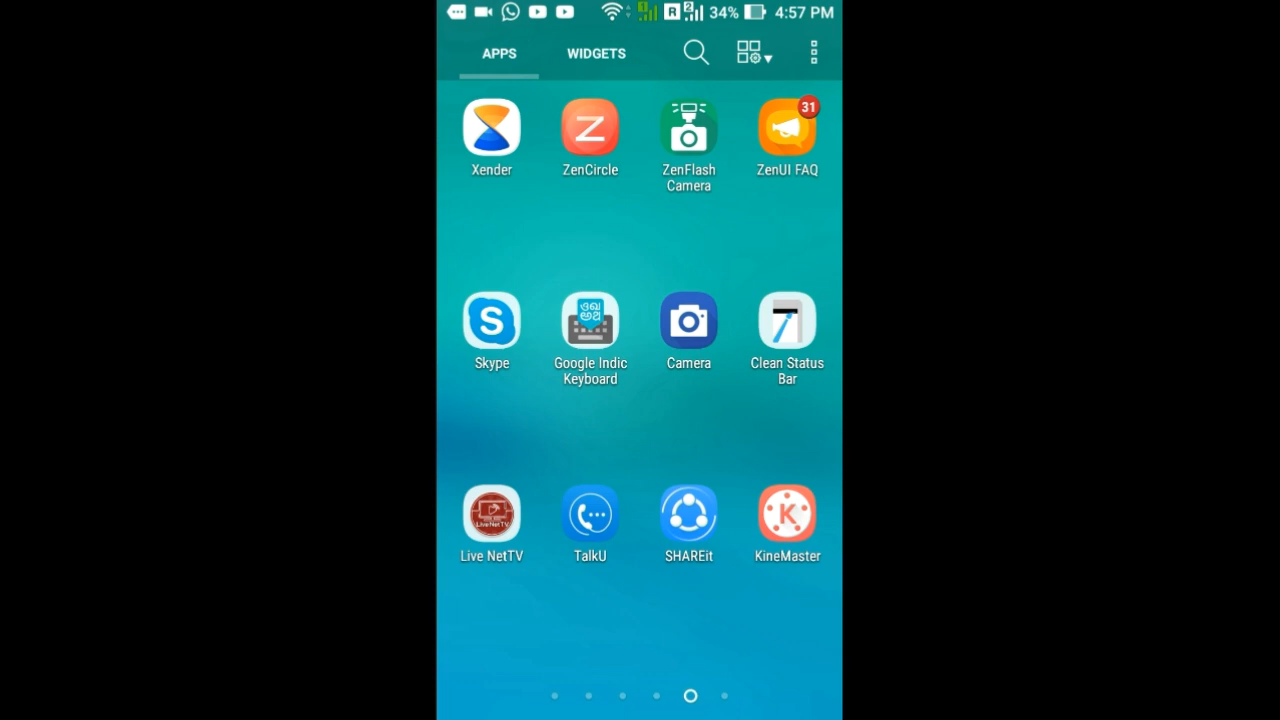 34% 4:57 PM
APPS WIDGETS
31
Xender ZenCircle ZenFlash Camera ZenUI FAQ
Skype Google Indic Keyboard Camera Clean Status Bar
Live NetTV TalkU SHAREit KineMaster